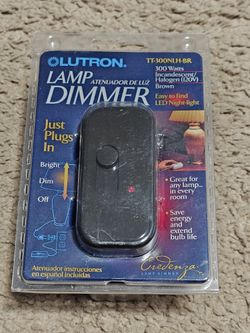 LUTRON.
TT-300NLH-BR
LAMP
ATENUADOR DE LUZ
DIMMER
300 Watts
Incandescent/
Halogen (120V)
Brown
Easy to Find
LED Night-light
Just
Plugs
In
Bright
Dim
Off
• Great for
any lamp...
in every
room
• Save
energy
and
extend
bulb life
Atenuador instrucciones
en español incluidas
Credenza
LAMP DIMMER